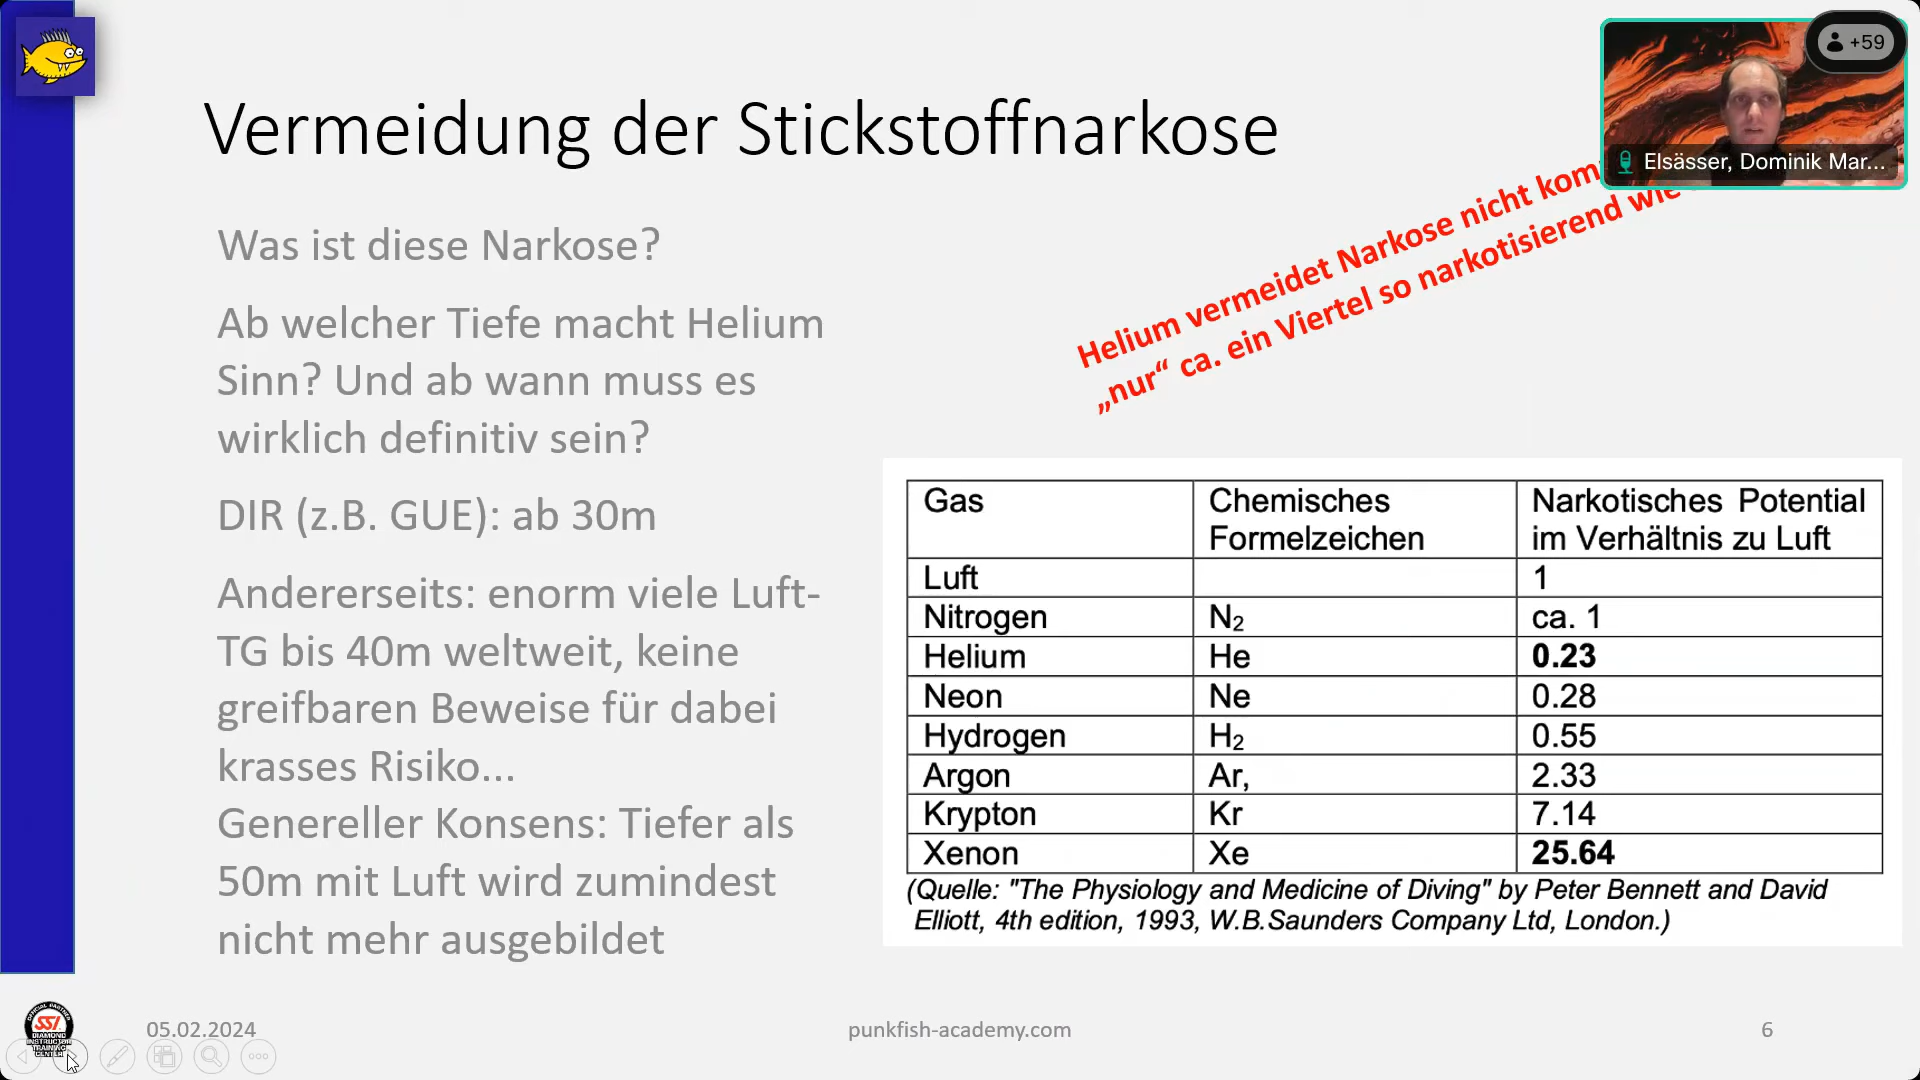 Vermeidung der Stickstoffnarkose
+59
Elsässer, Dominik Mar...
Helium vermeidet Narkose nicht
„nur“ ca. ein Viertel so narkotisierend wie
Was ist diese Narkose?
Ab welcher Tiefe macht Helium
Sinn? Und ab wann muss es
wirklich definitiv sein?
DIR (z.B. GUE): ab 30m
Andererseits: enorm viele Luft-
TG bis 40m weltweit, keine
greifbaren Beweise für dabei
krasses Risiko...
Genereller Konsens: Tiefer als
50m mit Luft wird zumindest
nicht mehr ausgebildet
Gas Chemisches Formelzeichen Narkotisches Potential im Verhältnis zu Luft
Luft 1
Nitrogen N₂ ca. 1
Helium He 0.23
Neon Ne 0.28
Hydrogen H₂ 0.55
Argon Ar, 2.33
Krypton Kr 7.14
Xenon Xe 25.64
(Quelle: "The Physiology and Medicine of Diving" by Peter Bennett and David
Elliott, 4th edition, 1993, W.B.Saunders Company Ltd, London.)
SSI
DIAMOND
INSTRUCTOR
TRAINING
CENTER
05.02.2024
punkfish-academy.com
6